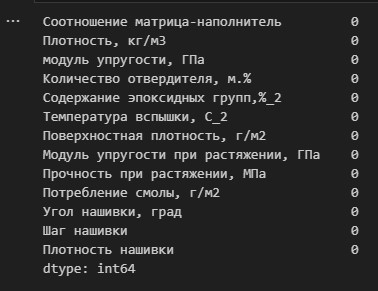 Соотношение матрица-наполнитель 0
Плотность, кг/м3 0
модуль упругости, ГПа 0
Количество отвердителя, м.% 0
Содержание эпоксидных групп,%_2 0
Температура вспышки, С_2 0
Поверхностная плотность, г/м2 0
Модуль упругости при растяжении, ГПа 0
Прочность при растяжении, МПа 0
Потребление смолы, г/м2 0
Угол нашивки, град 0
Шаг нашивки 0
Плотность нашивки 0
dtype: int64